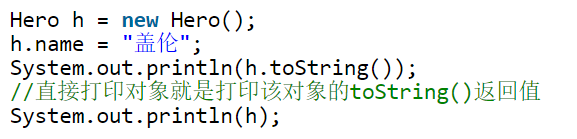 Hero h = new Hero();
h.name = "盖伦";
System.out.println(h.toString());
//直接打印对象就是打印该对象的toString()返回值
System.out.println(h);